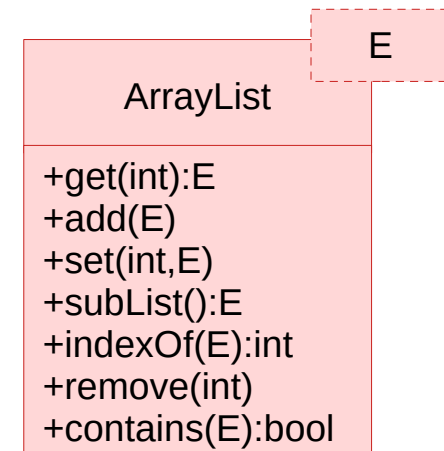 E
ArrayList
+get(int):E
+add(E)
+set(int,E)
+subList():E
+indexOf(E):int
+remove(int)
+contains(E):bool